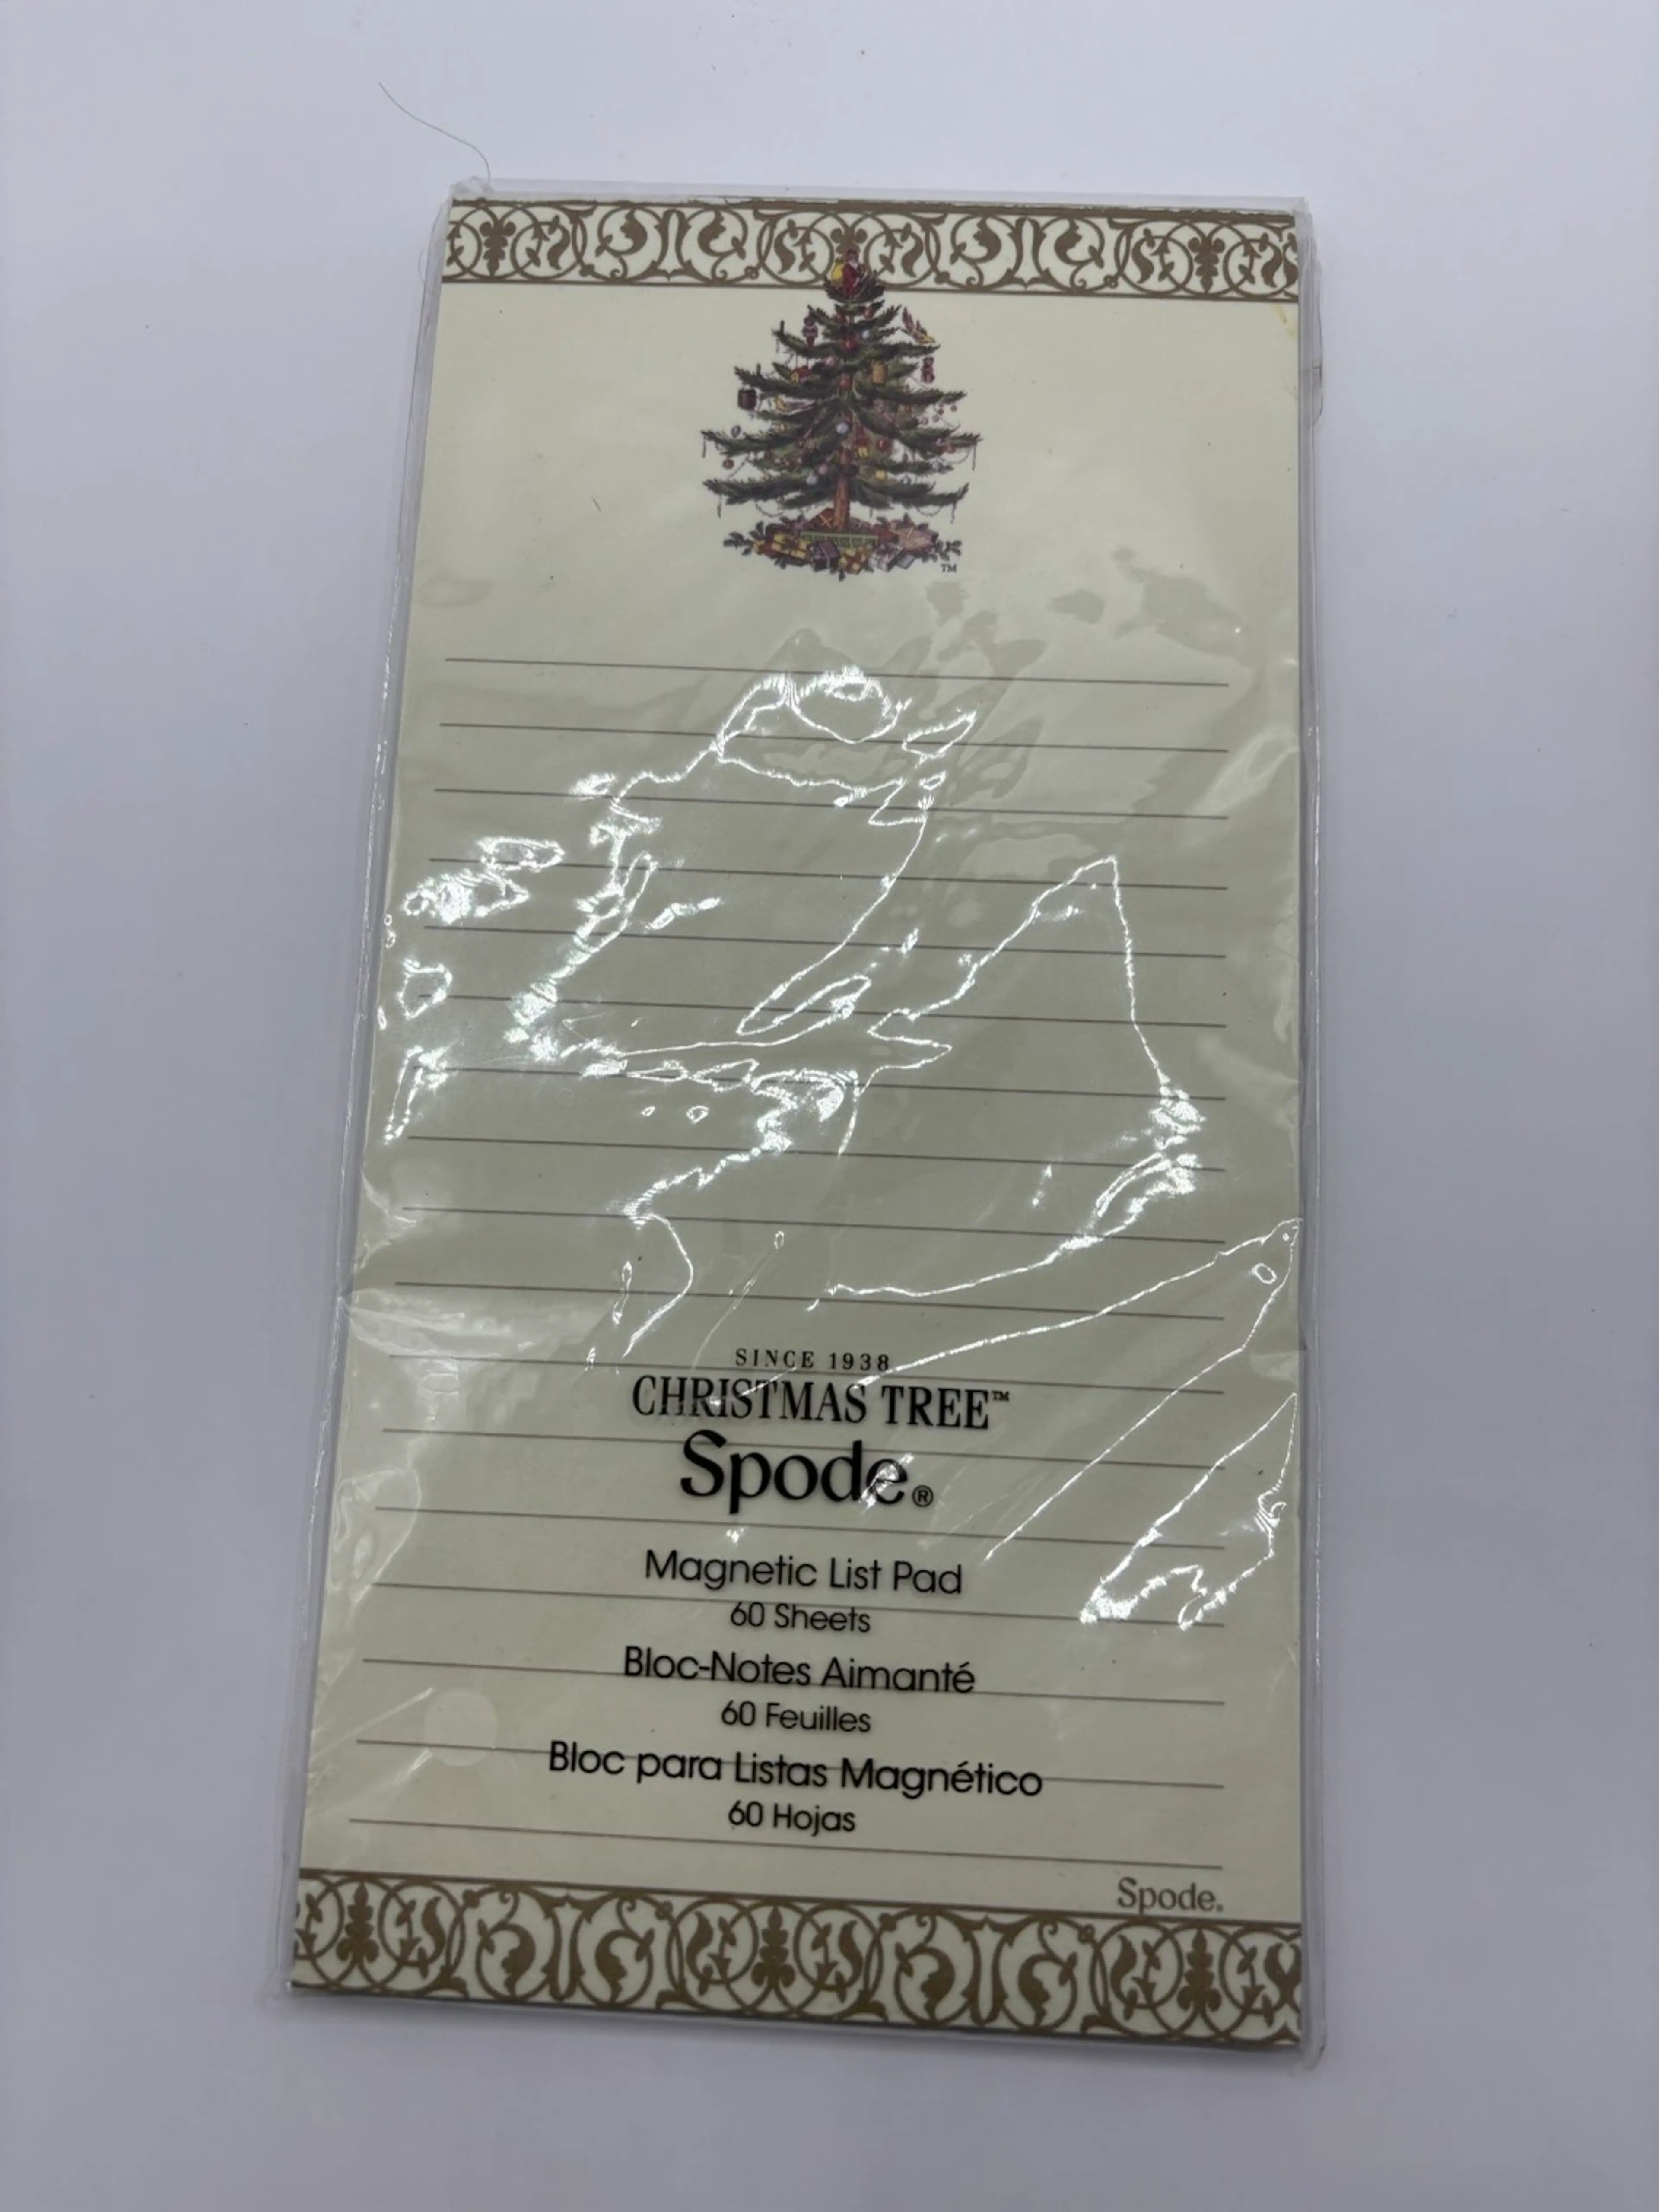 TM
SINCE 1938
CHRISTMAS TREE™
Spode®
Magnetic List Pad
60 Sheets
Bloc-Notes Aimanté
60 Feuilles
Bloc para Listas Magnético
60 Hojas
Spode®